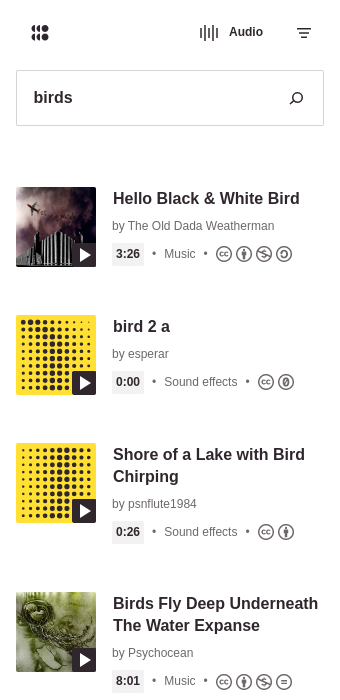 Audio
birds
Hello Black & White Bird
by The Old Dada Weatherman
3:26 • Music •
bird 2 a
by esperar
0:00 • Sound effects •
Shore of a Lake with Bird
Chirping
by psnflute1984
0:26 • Sound effects •
Birds Fly Deep Underneath
The Water Expanse
by Psychocean
8:01 • Music •